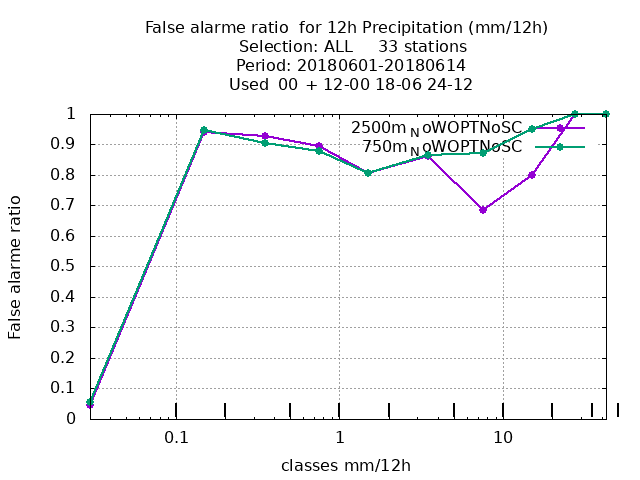 False alarme ratio  for 12h Precipitation (mm/12h)
Selection: ALL     33 stations
Period: 20180601-20180614
Used  00 + 12-00 18-06 24-12
2500m_NoWOPTNoSC
750m_NoWOPTNoSC
1
0.9
0.8
0.7
0.6
0.5
0.4
0.3
0.2
0.1
0
False alarme ratio
0.1
1
10
classes mm/12h